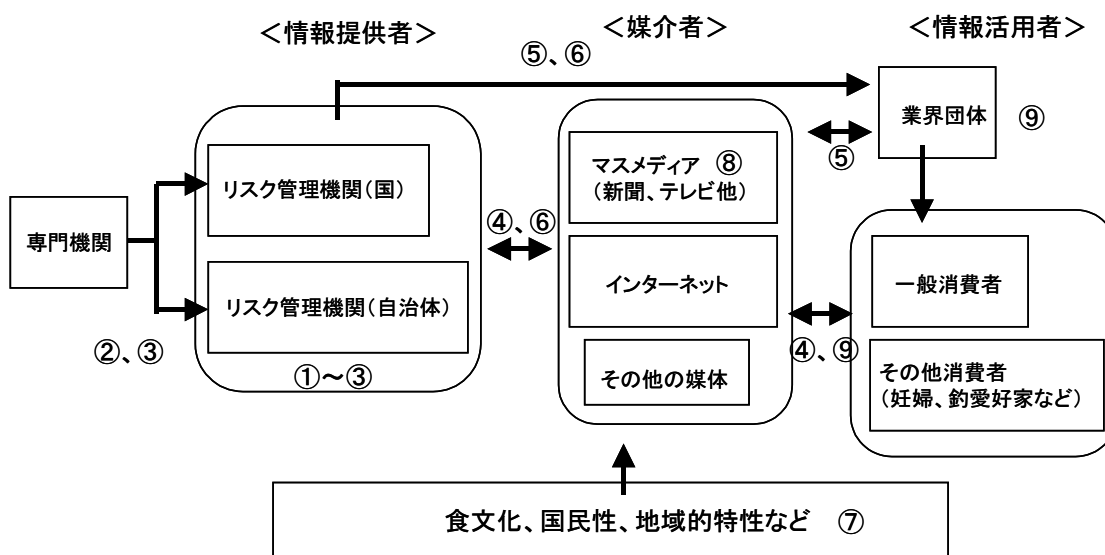 ＜情報提供者＞
＜媒介者＞
＜情報活用者＞
⑤、⑥
業界団体
⑨
マスメディア ⑧
（新聞、テレビ他）
⑤
リスク管理機関（国）
専門機関
④、⑥
インターネット
一般消費者
リスク管理機関（自治体）
②、③
④、⑨
①～③
その他の媒体
その他消費者
（妊婦、釣愛好家など）
食文化、国民性、地域的特性など ⑦